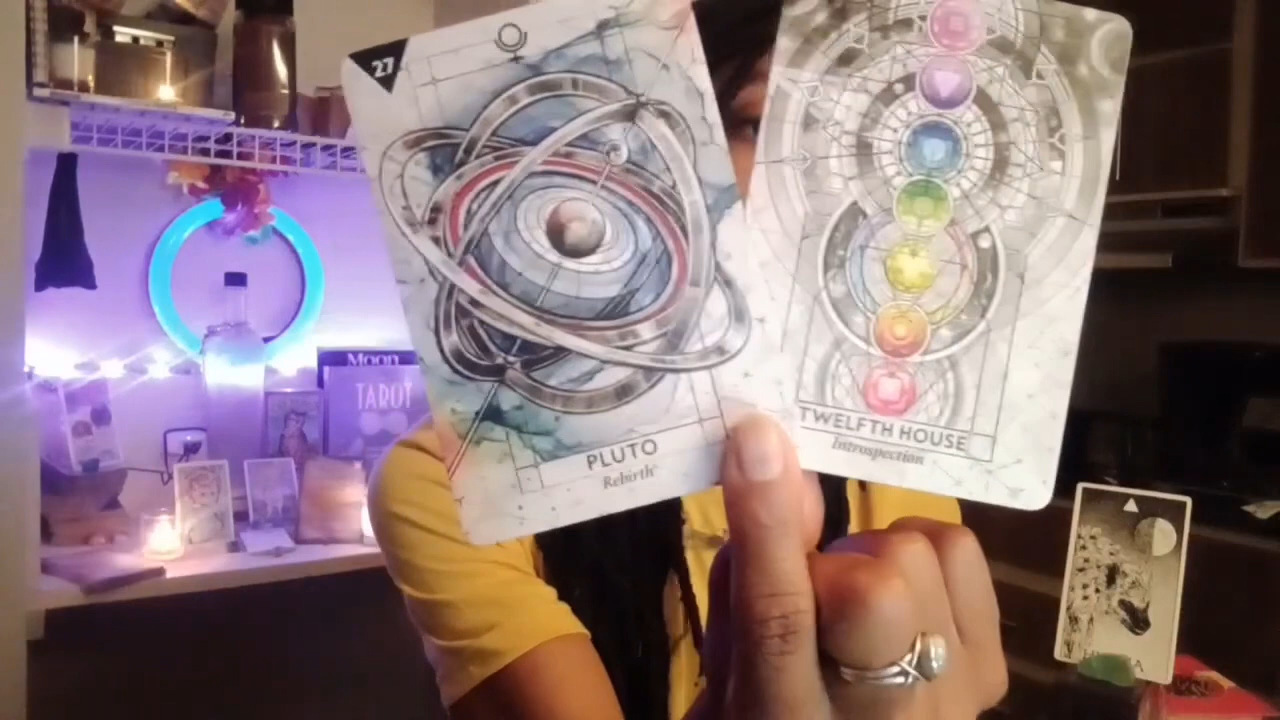 27
PLUTO
Rebirth
TWELFTH HOUSE
Introspection
Moon
TAROT